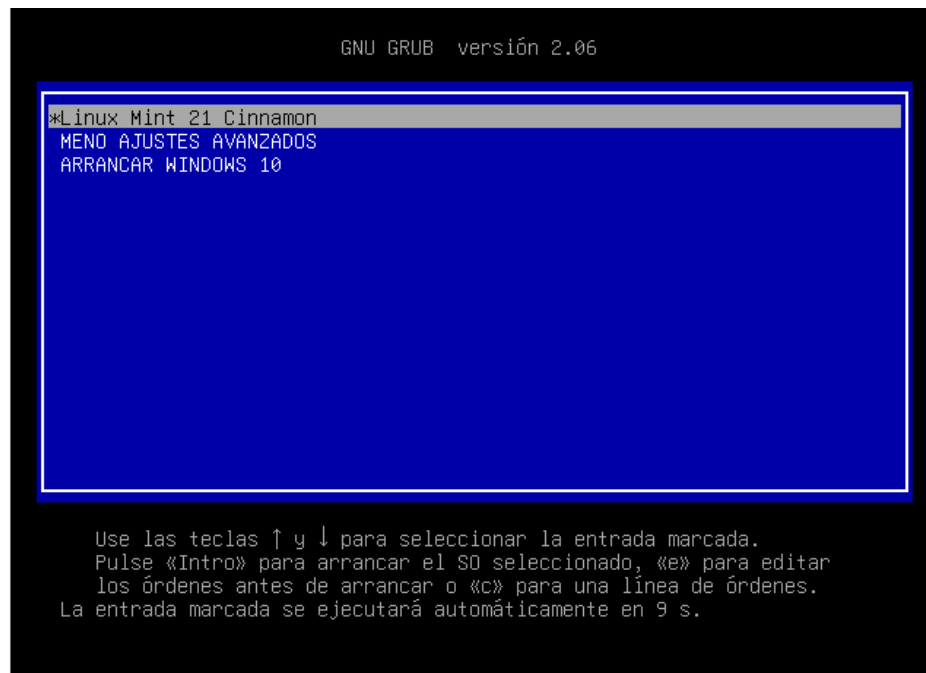 GNU GRUB versión 2.06
*Linux Mint 21 Cinnamon
MENO AJUSTES AVANZADOS
ARRANCAR WINDOWS 10
Use las teclas ↑ y ↓ para seleccionar la entrada marcada.
Pulse «Intro» para arrancar el SO seleccionado, «e» para editar
los órdenes antes de arrancar o «c» para una línea de órdenes.
La entrada marcada se ejecutará automáticamente en 9 s.